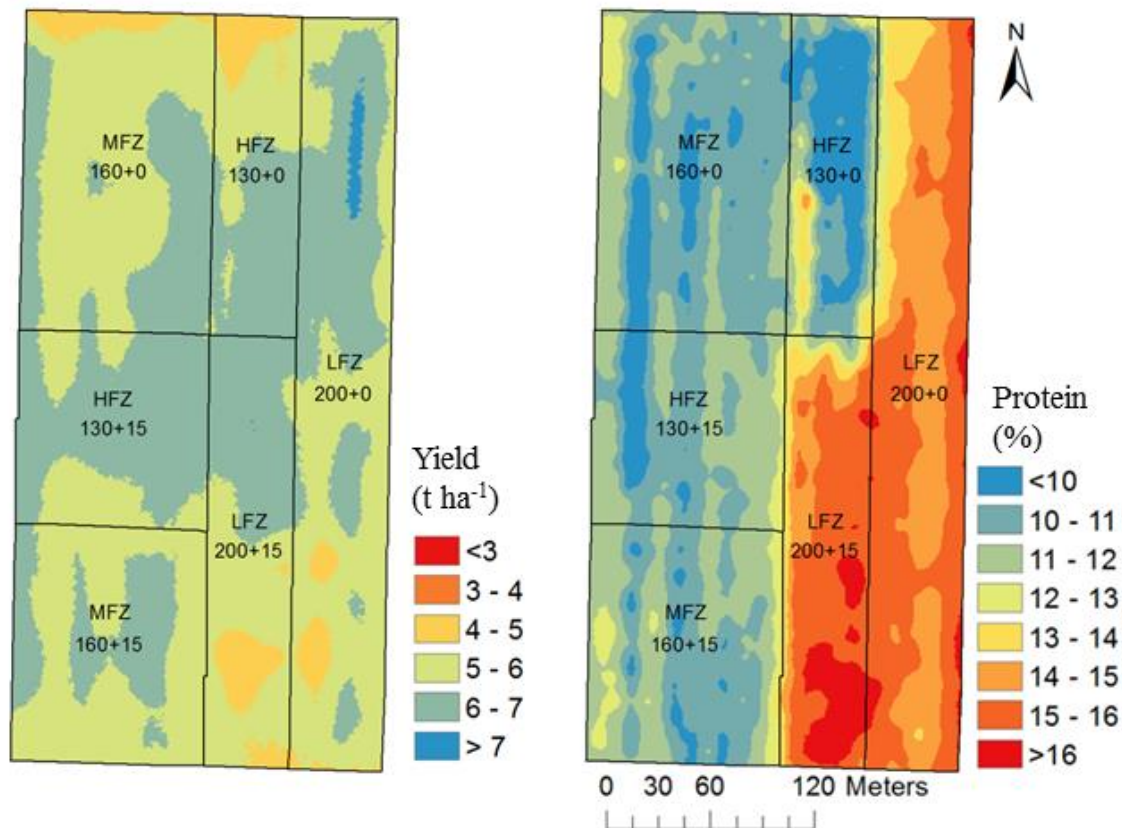 MFZ
160+0
HFZ
130+0
LFZ
200+0
HFZ
130+15
LFZ
200+15
MFZ
160+15
Yield
(t ha-1)
<3
3 - 4
4 - 5
5 - 6
6 - 7
> 7
MFZ
160+0
HFZ
130+0
LFZ
200+0
HFZ
130+15
LFZ
200+15
MFZ
160+15
N
Protein
(%)
<10
10 - 11
11 - 12
12 - 13
13 - 14
14 - 15
15 - 16
>16
0 30 60 120 Meters